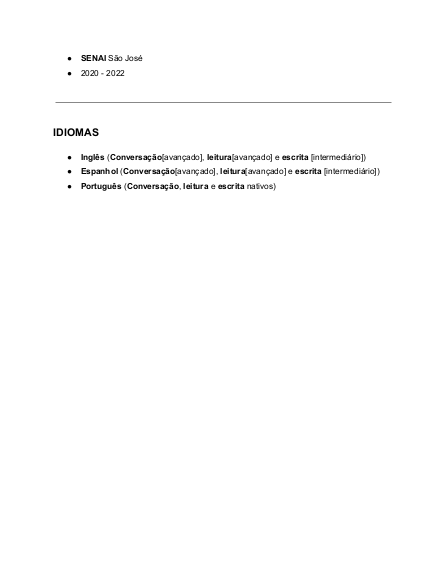 ● SENAI São José
● 2020 - 2022
IDIOMAS
● Inglês (Conversação[avançado], leitura[avançado] e escrita [intermediário])
● Espanhol (Conversação[avançado], leitura[avançado] e escrita [intermediário])
● Português (Conversação, leitura e escrita nativos)